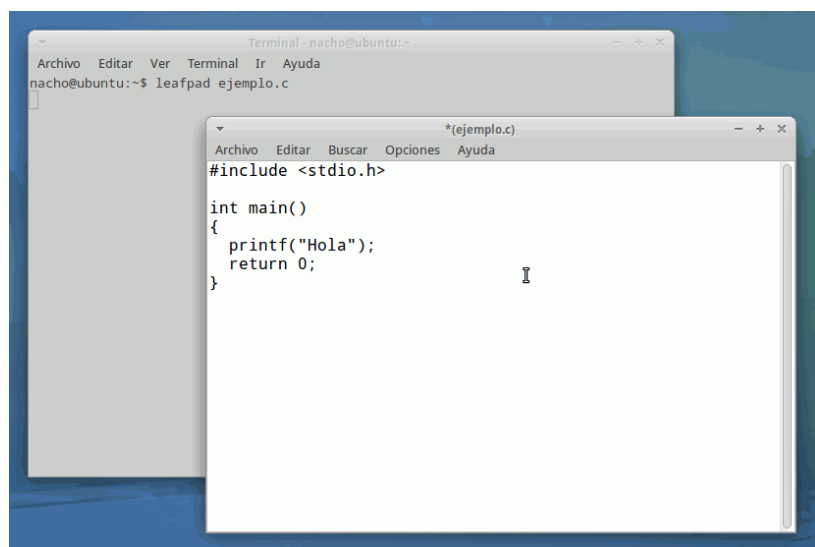 Terminal - nacho@ubuntu:~
Archivo Editar Ver Terminal Ir Ayuda
nacho@ubuntu:~$ leafpad ejemplo.c
*(ejemplo.c)
Archivo Editar Buscar Opciones Ayuda
#include <stdio.h>
int main()
{
  printf("Hola");
  return 0;
}